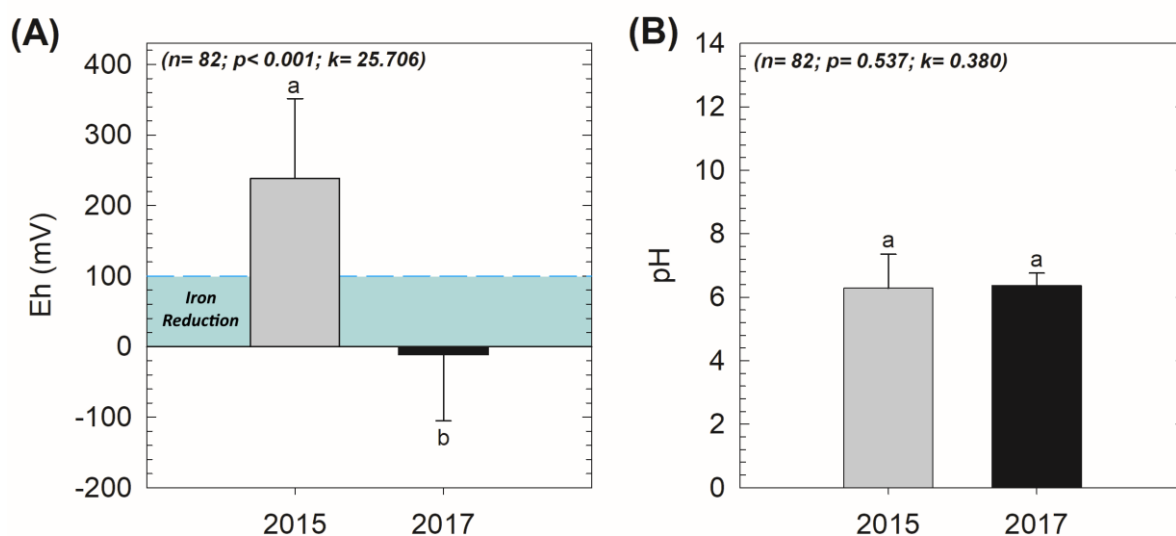 (A)
(n= 82; p< 0.001; k= 25.706)
400
300
200
100
0
-100
-200
Eh (mV)
a
b
Iron
Reduction
2015
2017
(B)
(n= 82; p= 0.537; k= 0.380)
14
12
10
8
6
4
2
0
pH
a
a
2015
2017